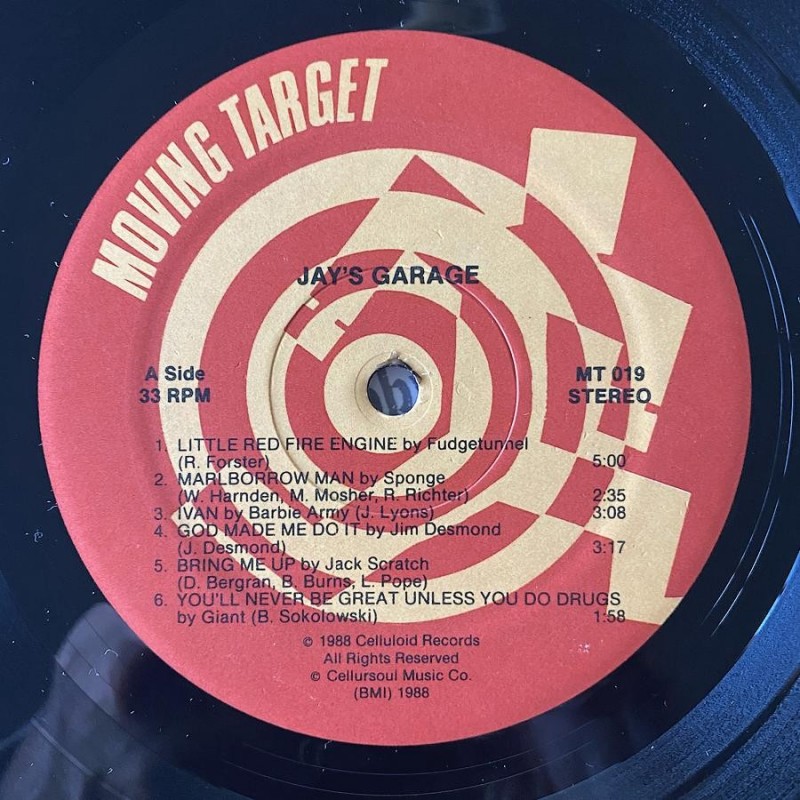 MOVING TARGET
JAY'S GARAGE
A Side
33 RPM
MT 019
STEREO
1. LITTLE RED FIRE ENGINE by Fudgetunnel
(R. Forster) 5:00
2. MARLBORROW MAN by Sponge
(W. Harnden, M. Mosher, R. Richter) 2:35
3. IVAN by Barbie Army (J. Lyons) 3:08
4. GOD MADE ME DO IT by Jim Desmond
(J. Desmond) 3:17
5. BRING ME UP by Jack Scratch
(D. Bergran, B. Burns, L. Pope)
6. YOU'LL NEVER BE GREAT UNLESS YOU DO DRUGS
by Giant (B. Sokolowski) 1:58
© 1988 Celluloid Records
All Rights Reserved
© Cellursoul Music Co.
(BMI) 1988